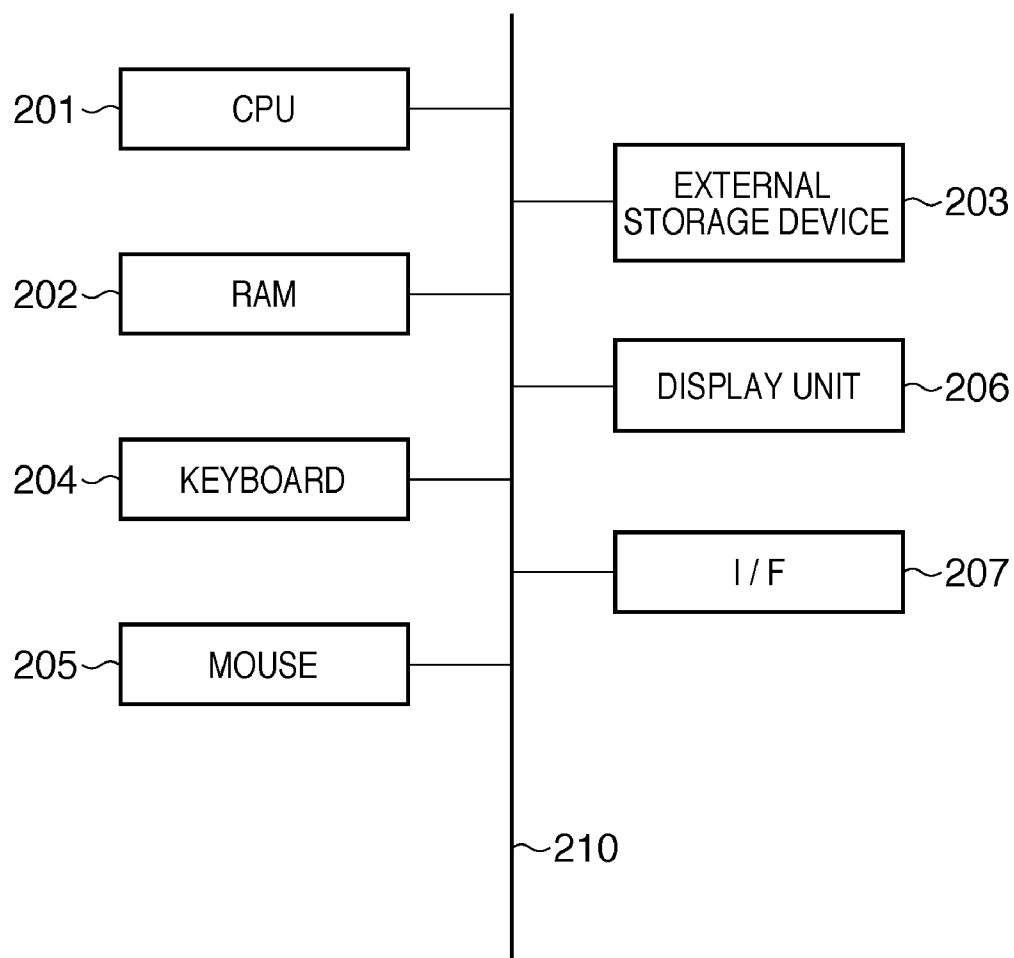 201
CPU
EXTERNAL
STORAGE DEVICE
203
202
RAM
DISPLAY UNIT
206
204
KEYBOARD
I / F
207
205
MOUSE
210